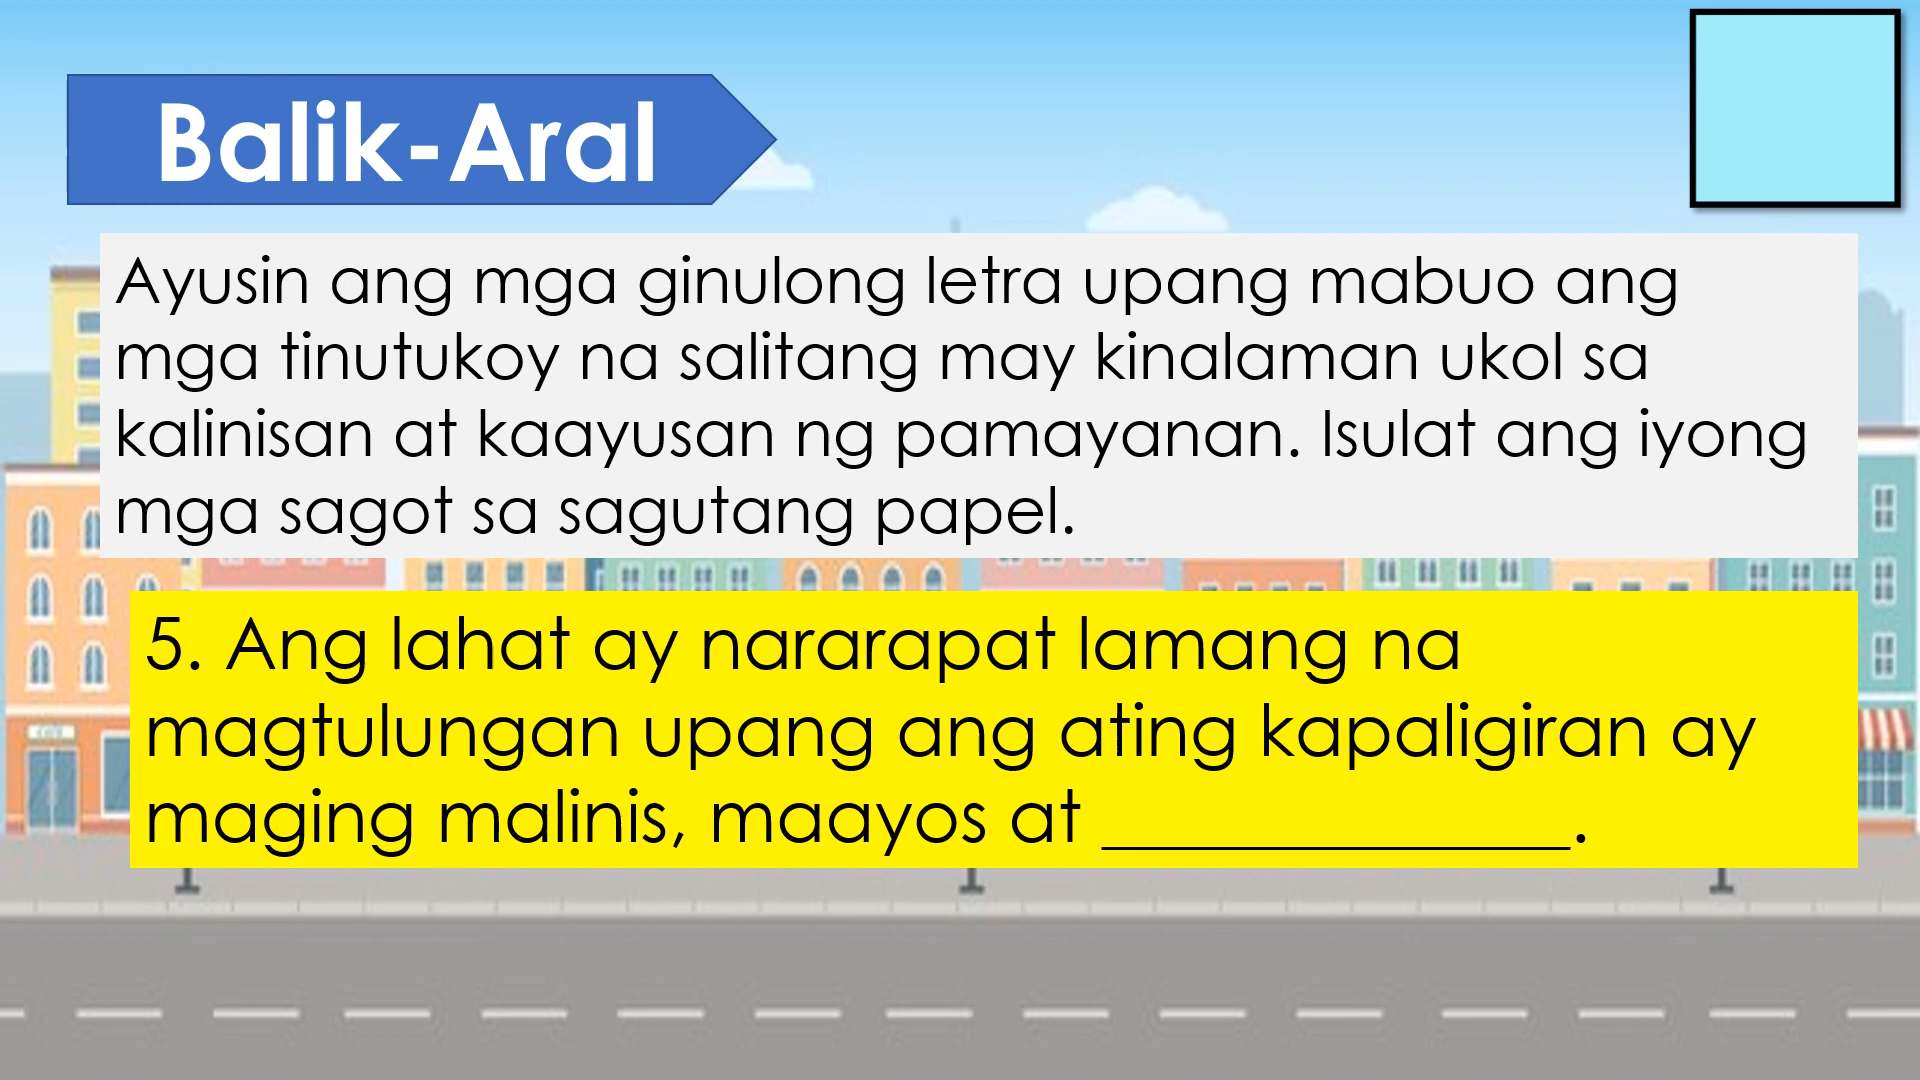 Balik-Aral
Ayusin ang mga ginulong letra upang mabuo ang
mga tinutukoy na salitang may kinalaman ukol sa
kalinisan at kaayusan ng pamayanan. Isulat ang iyong
mga sagot sa sagutang papel.
5. Ang lahat ay nararapat lamang na
magtulungan upang ang ating kapaligiran ay
maging malinis, maayos at ____________.